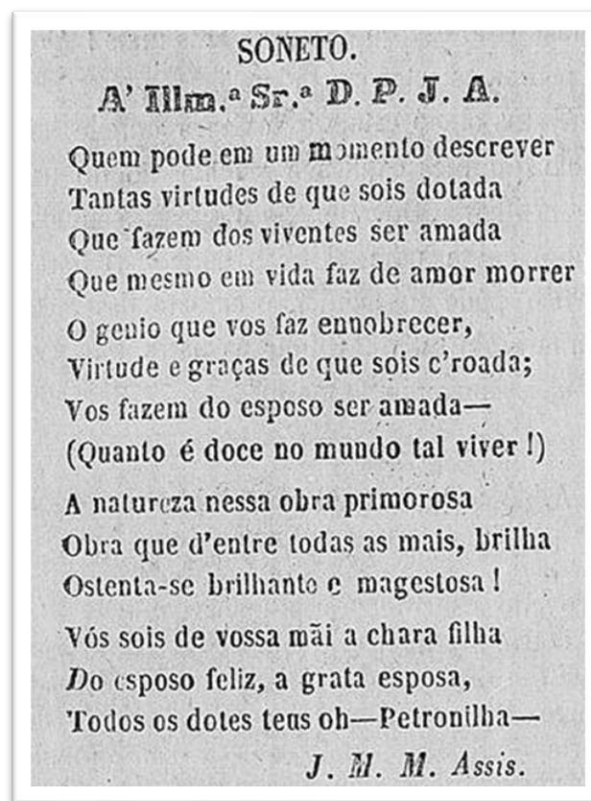 SONETO.
A' Illm.ª Sr.ª D. P. J. A.
Quem pode em um momento descrever
Tantas virtudes de que sois dotada
Que fazem dos viventes ser amada
Que mesmo em vida faz de amor morrer
O genio que vos faz ennobrecer,
Virtude e graças de que sois c'roada;
Vos fazem do esposo ser amada—
(Quanto é doce no mundo tal viver!)
A natureza nessa obra primorosa
Obra que d'entre todas as mais, brilha
Ostenta-se brilhante e magestosa!
Vós sois de vossa mãi a chara filha
Do esposo feliz, a grata esposa,
Todos os dotes tens oh—Petronilha—
J. M. M. Assis.